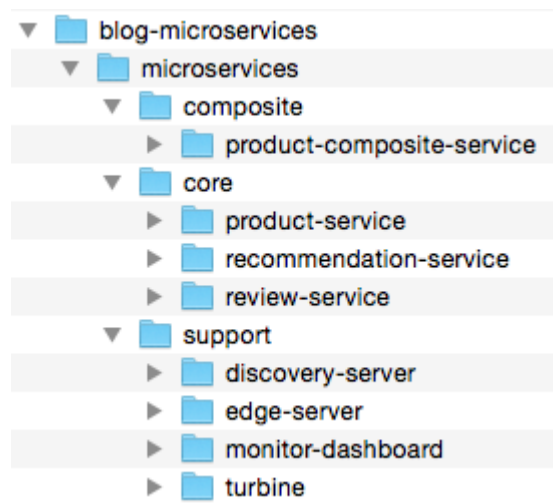 blog-microservices
microservices
composite
product-composite-service
core
product-service
recommendation-service
review-service
support
discovery-server
edge-server
monitor-dashboard
turbine